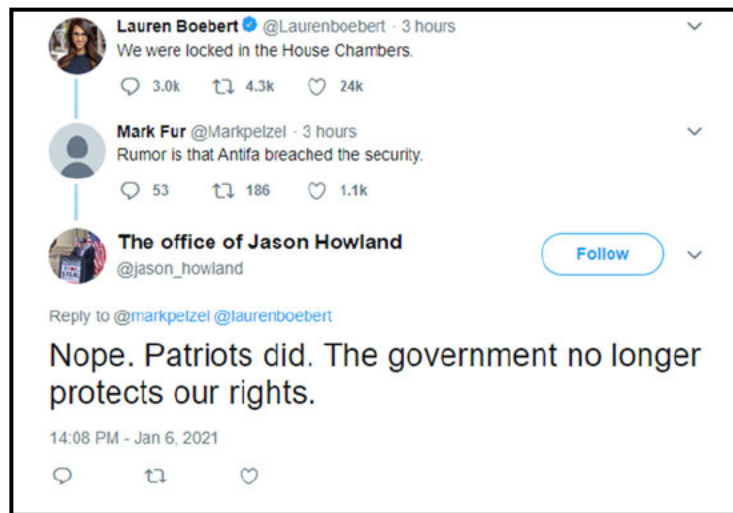 Lauren Boebert @Laurenboebert · 3 hours
We were locked in the House Chambers.
3.0k 4.3k 24k
Mark Fur @Markpelzel · 3 hours
Rumor is that Antifa breached the security.
53 186 1.1k
The office of Jason Howland
@jason_howland
Follow
Reply to @markpelzel @laurenboebert
Nope. Patriots did. The government no longer
protects our rights.
14:08 PM - Jan 6, 2021